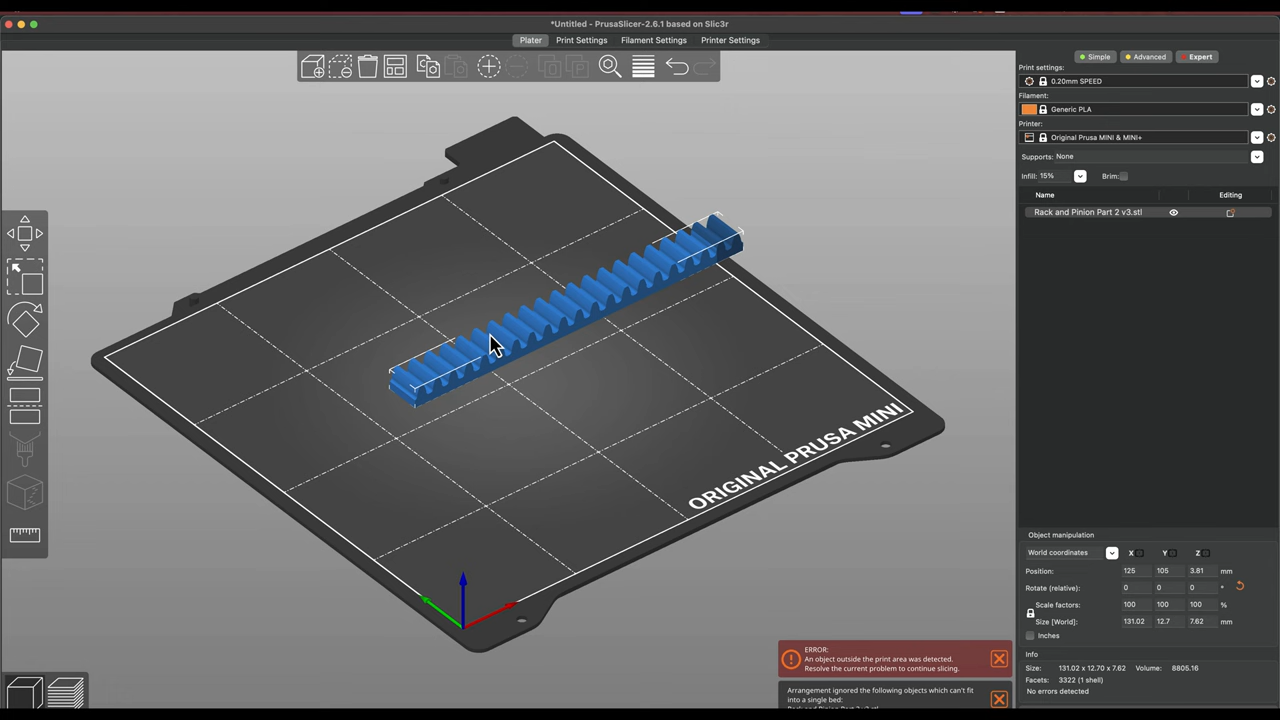 *Untitled - PrusaSlicer-2.6.1 based on Slic3r
Plater Print Settings Filament Settings Printer Settings
Simple Advanced Expert
Print settings:
0.20mm SPEED
Filament:
Generic PLA
Printer:
Original Prusa MINI & MINI+
Supports: None
Infill: 15% Brim:
Name Editing
Rack and Pinion Part 2 v3.stl
ORIGINAL PRUSA MINI
Object manipulation
World coordinates X Y Z
Position: 125 105 3.81 mm
Rotate (relative): 0 0 0 °
Scale factors: 100 100 100 %
Size [World]: 131.02 12.7 7.62 mm
Inches
Info
Size: 131.02 x 12.70 x 7.62 Volume: 8805.16
Facets: 3322 (1 shell)
No errors detected
ERROR:
An object outside the print area was detected.
Resolve the current problem to continue slicing.
Arrangement ignored the following objects which can't fit
into a single bed: